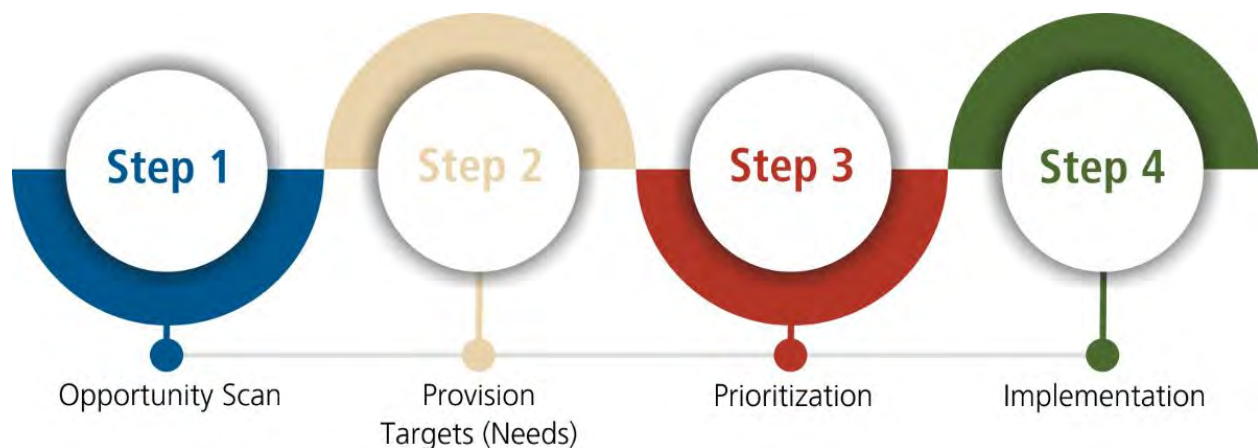 Step 1
Step 2
Step 3
Step 4
Opportunity Scan
Provision
Targets (Needs)
Prioritization
Implementation